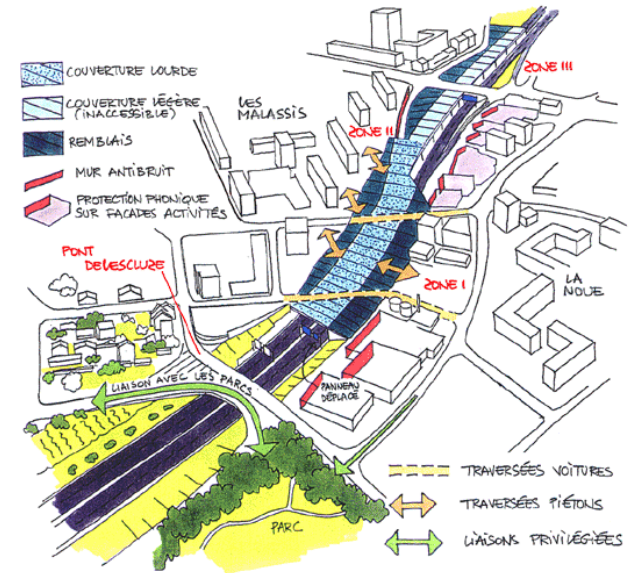 COUVERTURE LOURDE
COUVERTURE LÉGÈRE
(INACCESSIBLE)
REMBLAIS
MUR ANTIBRUIT
PROTECTION PHONIQUE
SUR FAÇADES ACTIVITÉS
LES
MALASSIS
ZONE III
ZONE II
PONT
DELESCLUZE
ZONE I
LA
NOUE
LIAISON AVEC LES PARCS
PANNEAU
DÉPLACÉ
PARC
TRAVERSÉES VOITURES
TRAVERSÉES PIÉTONS
LIAISONS PRIVILÉGIÉES